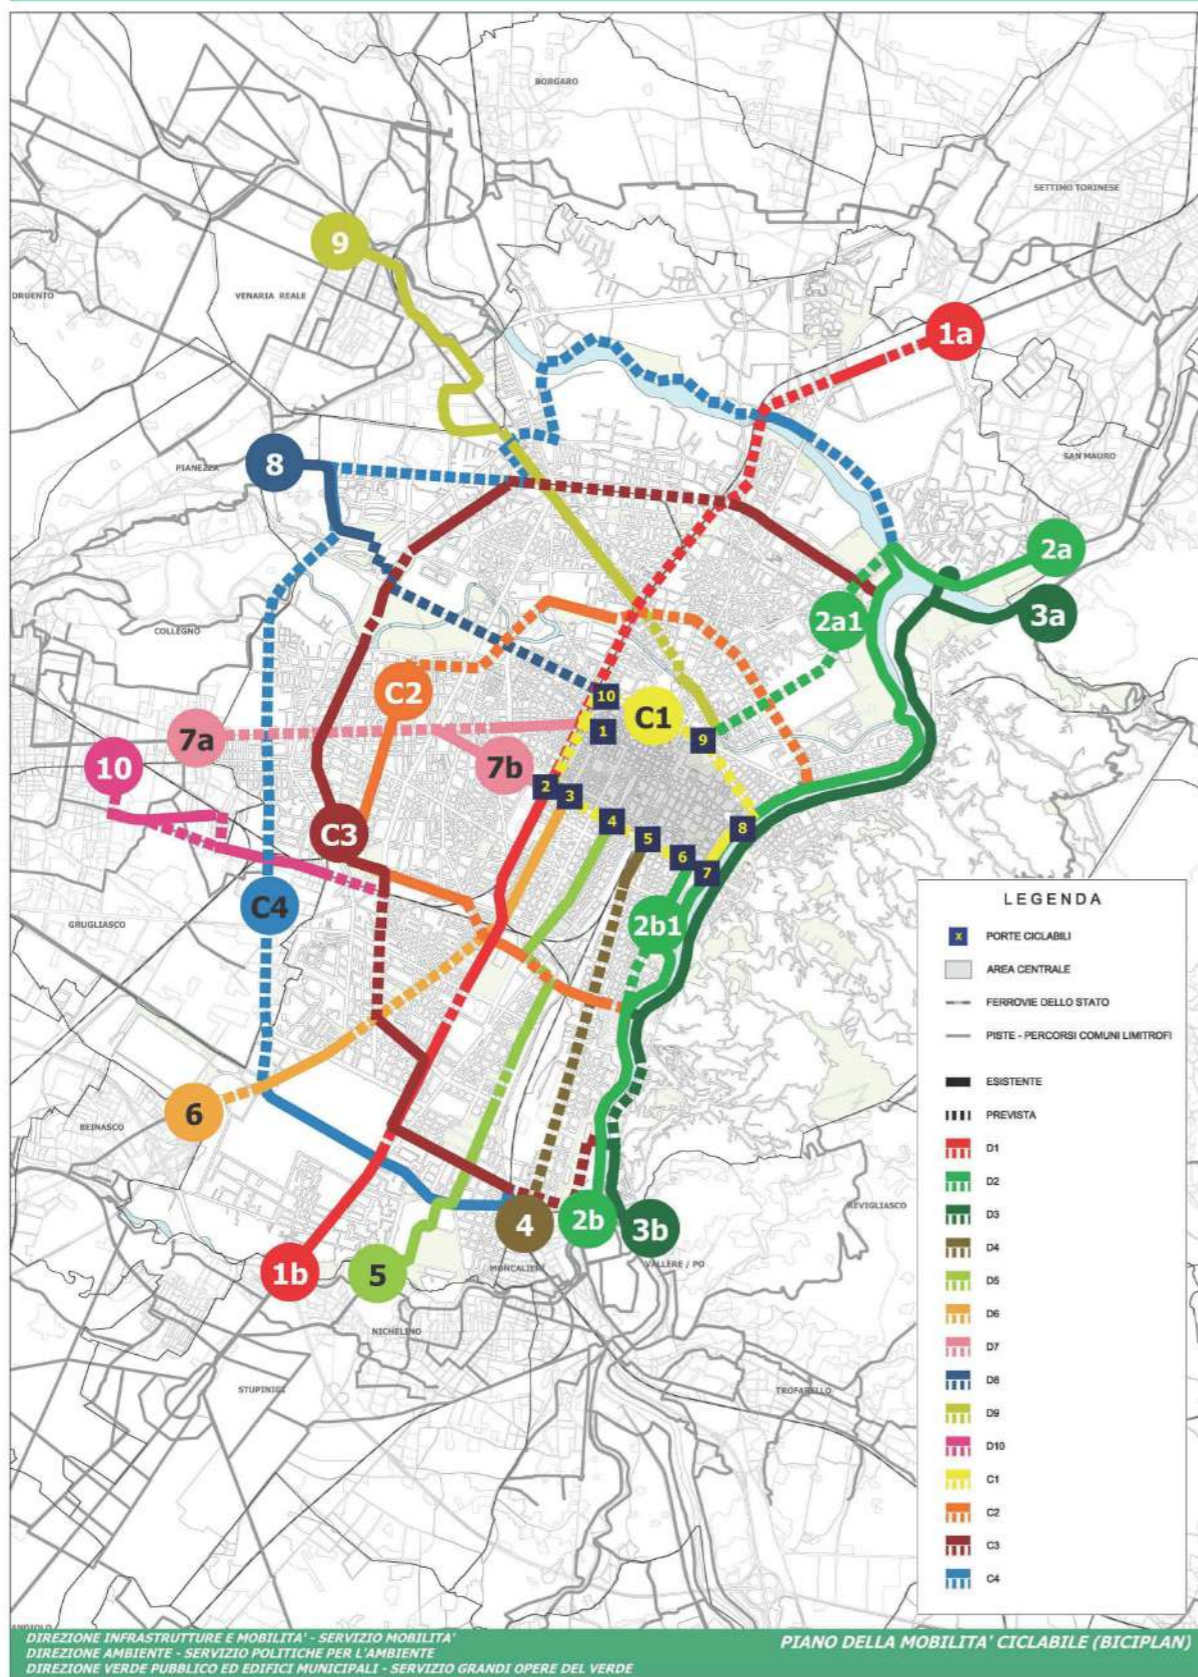 BORGARO
SETTIMO TORINESE
9
DRUENTO
VENARIA REALE
1a
8
PIANEZZA
SAN MAURO
2a
3a
2a1
COLLEGNO
C2
10
C1
1
9
7a
7b
10
2
3
4
5
6
7
8
C3
C4
GRUGLIASCO
2b1
6
BEINASCO
4
2b
3b
REVIGLIASCO
1b
5
MONCALIERI
VALLERE / PO
NICHELINO
STUPINIGI
TROFARELLO
LEGENDA
X PORTE CICLABILI
AREA CENTRALE
FERROVIE DELLO STATO
PISTE - PERCORSI COMUNI LIMITROFI
ESISTENTE
PREVISTA
D1
D2
D3
D4
D5
D6
D7
D8
D9
D10
C1
C2
C3
C4
DIREZIONE INFRASTRUTTURE E MOBILITA' - SERVIZIO MOBILITA'
DIREZIONE AMBIENTE - SERVIZIO POLITICHE PER L'AMBIENTE
DIREZIONE VERDE PUBBLICO ED EDIFICI MUNICIPALI - SERVIZIO GRANDI OPERE DEL VERDE
PIANO DELLA MOBILITA' CICLABILE (BICIPLAN)